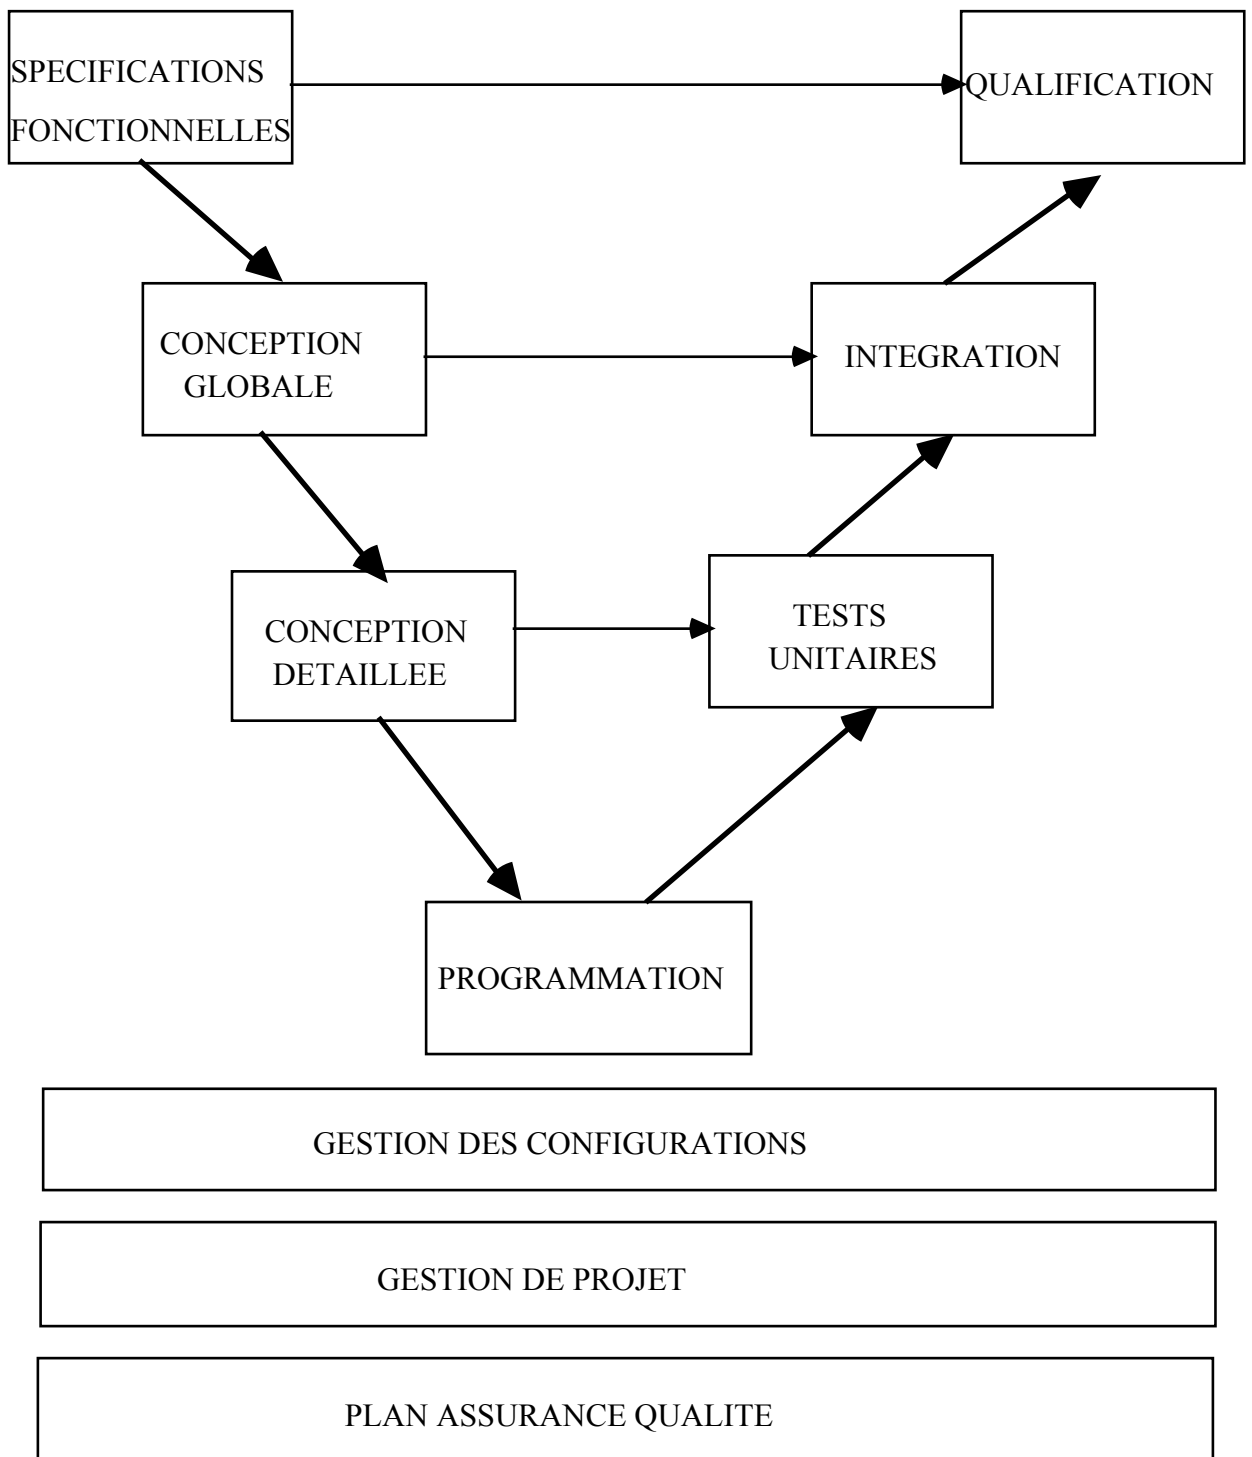 SPECIFICATIONS
FONCTIONNELLES
QUALIFICATION
CONCEPTION
GLOBALE
INTEGRATION
CONCEPTION
DETAILLEE
TESTS
UNITAIRES
PROGRAMMATION
GESTION DES CONFIGURATIONS
GESTION DE PROJET
PLAN ASSURANCE QUALITE